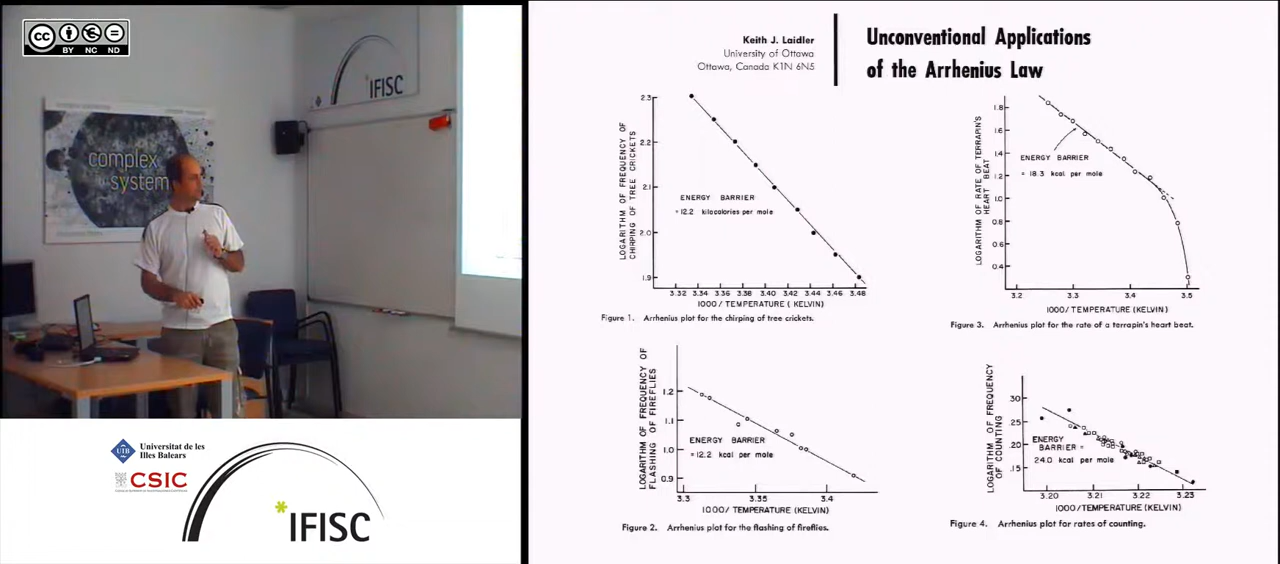 cc
BY NC ND
*IFISC
complex
system
Universitat de les
Illes Balears
UIB
CSIC
*IFISC
Keith J. Laidler
University of Ottawa
Ottawa, Canada K1N 6N5
Unconventional Applications
of the Arrhenius Law
LOGARITHM OF FREQUENCY OF
CHIRPING OF TREE CRICKETS
2.3
2.2
2.1
2.0
1.9
ENERGY BARRIER
=12.2 kilocalories per mole
3.32 3.34 3.36 3.38 3.40 3.42 3.44 3.46 3.48
1000/TEMPERATURE (KELVIN)
Figure 1. Arrhenius plot for the chirping of tree crickets.
LOGARITHM OF RATE OF TERRAPIN'S
HEART BEAT
1.8
1.6
1.4
1.2
1.0
0.6
0.4
ENERGY BARRIER
= 18.3 kcal per mole
3.2 3.3 3.4 3.5
1000/TEMPERATURE (KELVIN)
Figure 3. Arrhenius plot for the rate of a terrapin's heart beat.
LOGARITHM OF FREQUENCY OF
FLASHING OF FIREFLIES
1.2
1.1
1.0
0.9
ENERGY BARRIER
=12.2 kcal per mole
3.3 3.35 3.4
1000/TEMPERATURE (KELVIN)
Figure 2. Arrhenius plot for the flashing of fireflies.
LOGARITHM OF FREQUENCY
OF COUNTING
.30
.25
.20
.15
ENERGY
BARRIER =
24.0 kcal per mole
3.20 3.21 3.22 3.23
1000/TEMPERATURE (KELVIN)
Figure 4. Arrhenius plot for rates of counting.